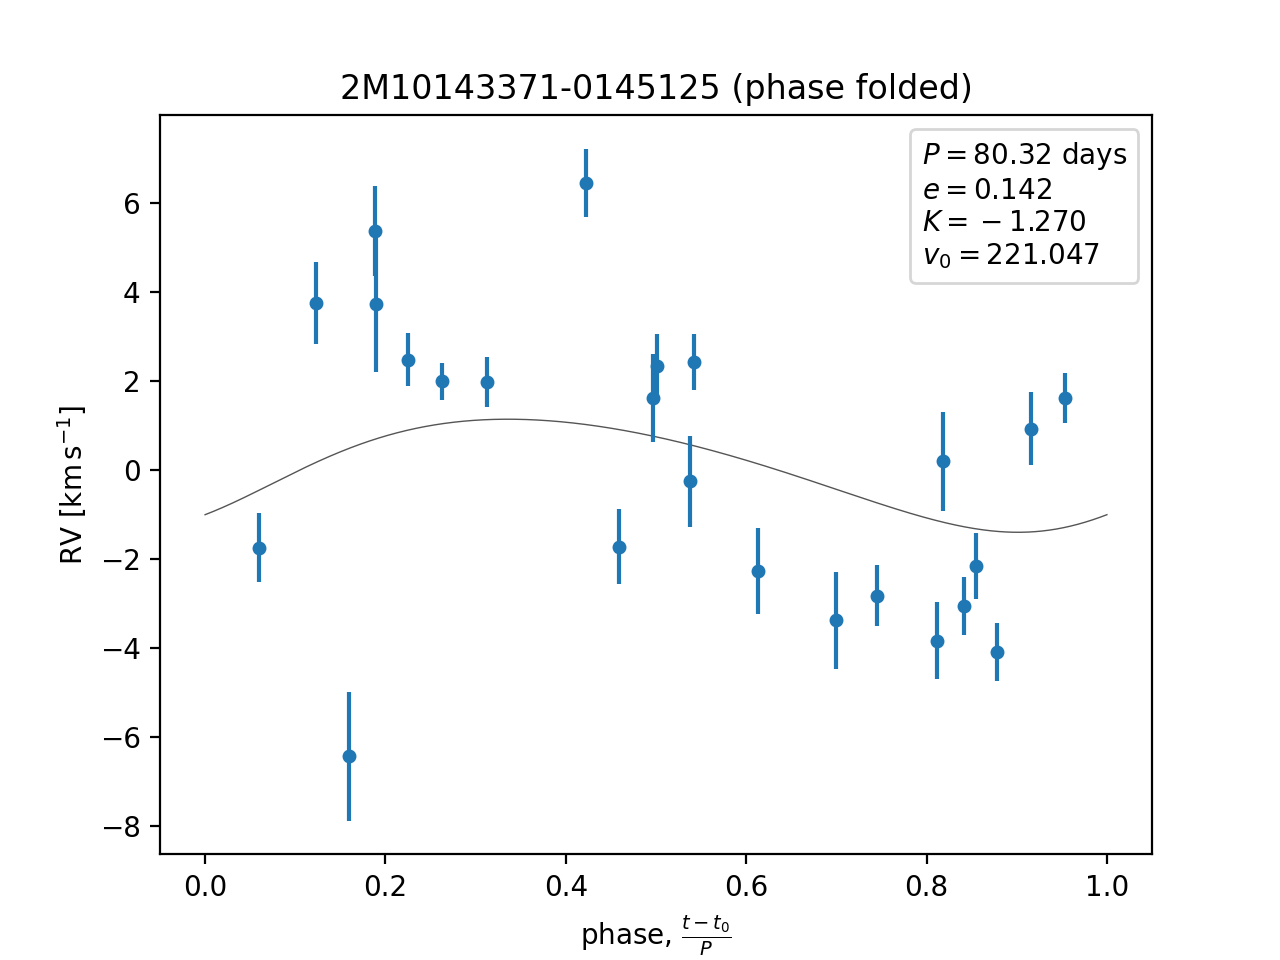 2M10143371-0145125 (phase folded)
P = 80.32 days
e = 0.142
K = −1.270
v₀ = 221.047
RV [km s⁻¹]
6
4
2
0
−2
−4
−6
−8
0.0 0.2 0.4 0.6 0.8 1.0
phase, (t − t₀)/P